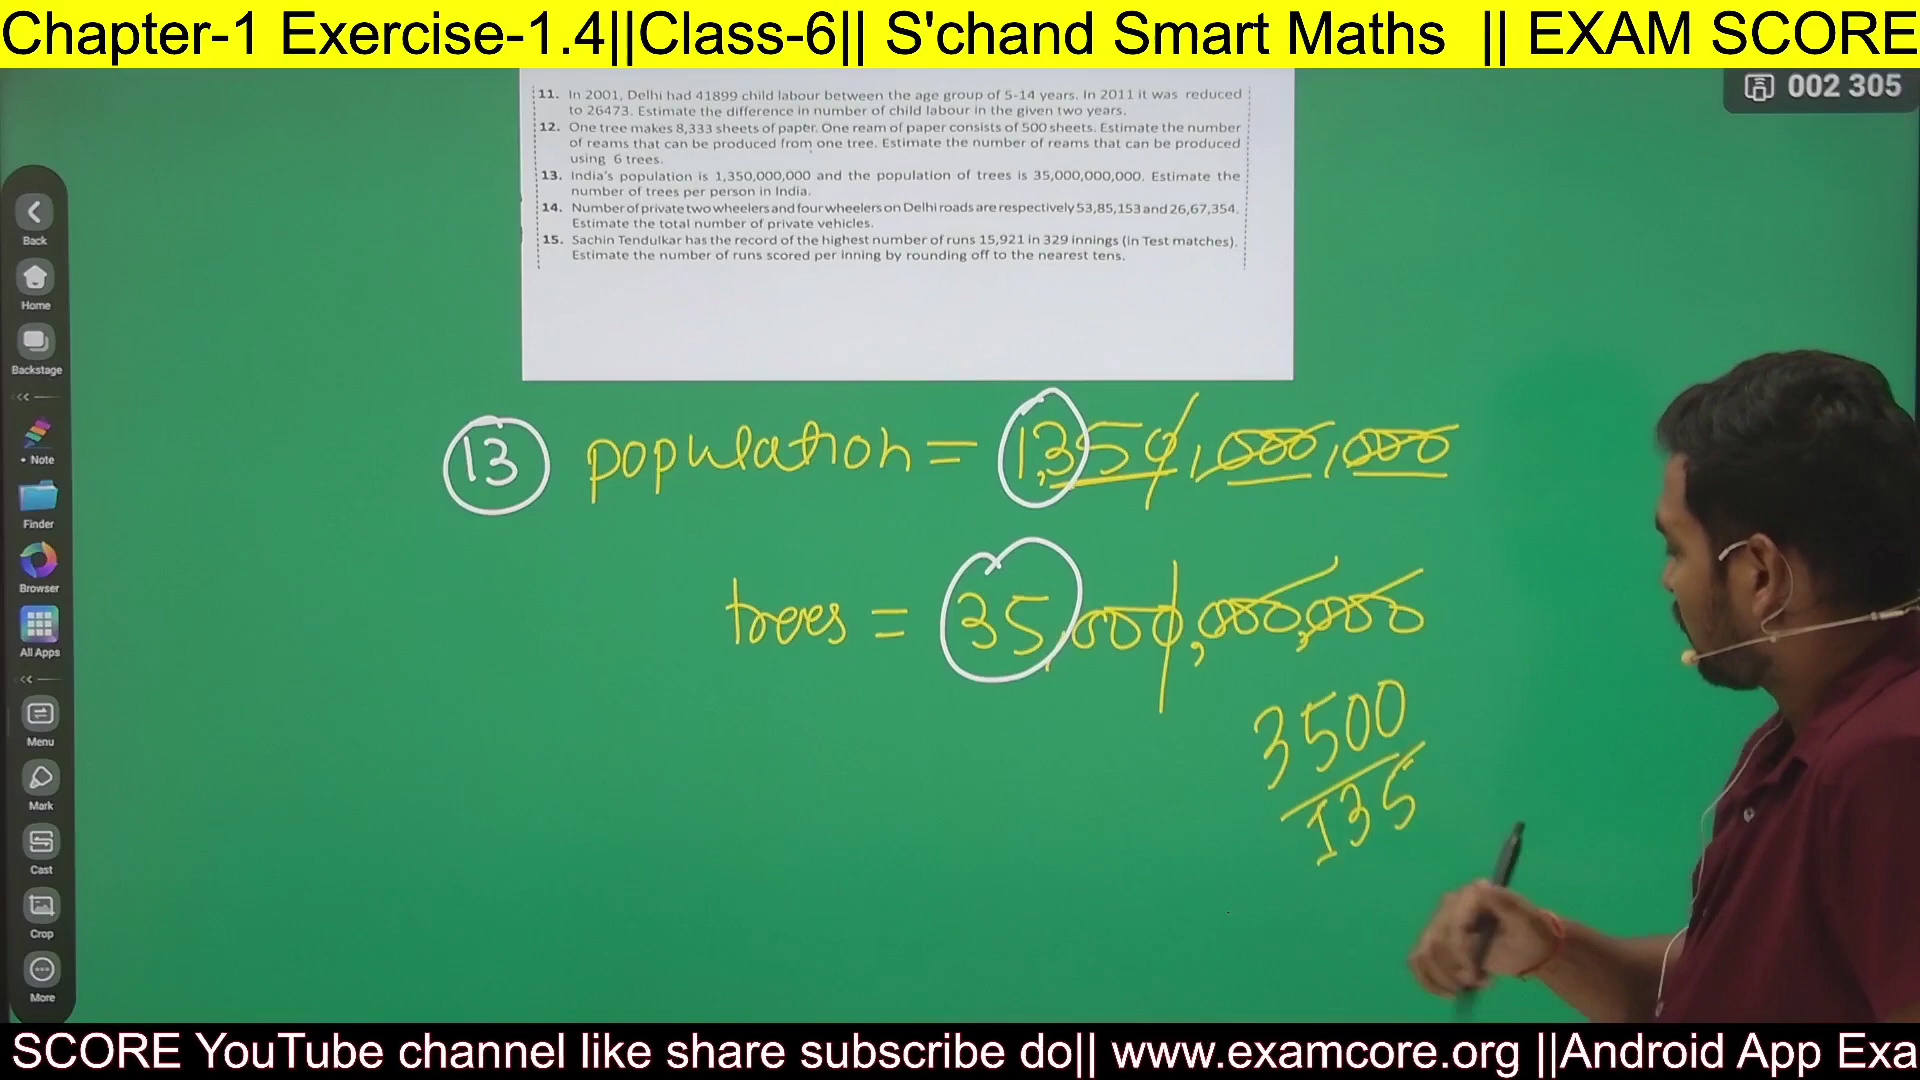 Chapter-1 Exercise-1.4||Class-6|| S'chand Smart Maths || EXAM SCORE
002 305
11. In 2001, Delhi had 41899 child labour between the age group of 5-14 years. In 2011 it was reduced
to 26473. Estimate the difference in number of child labour in the given two years.
12. One tree makes 8,333 sheets of paper. One ream of paper consists of 500 sheets. Estimate the number
of reams that can be produced from one tree. Estimate the number of reams that can be produced
using 6 trees.
13. India's population is 1,350,000,000 and the population of trees is 35,000,000,000. Estimate the
number of trees per person in India.
14. Number of private two wheelers and four wheelers on Delhi roads are respectively 53,85,153 and 26,67,354.
Estimate the total number of private vehicles.
15. Sachin Tendulkar has the record of the highest number of runs 15,921 in 329 innings (in Test matches).
Estimate the number of runs scored per inning by rounding off to the nearest tens.
Back
Home
Backstage
Note
Finder
Browser
All Apps
Menu
Mark
Cast
Crop
More
13 population = 1,350,000,000
trees = 35,000,000,000
3500
135
SCORE YouTube channel like share subscribe do|| www.examcore.org ||Android App Exa